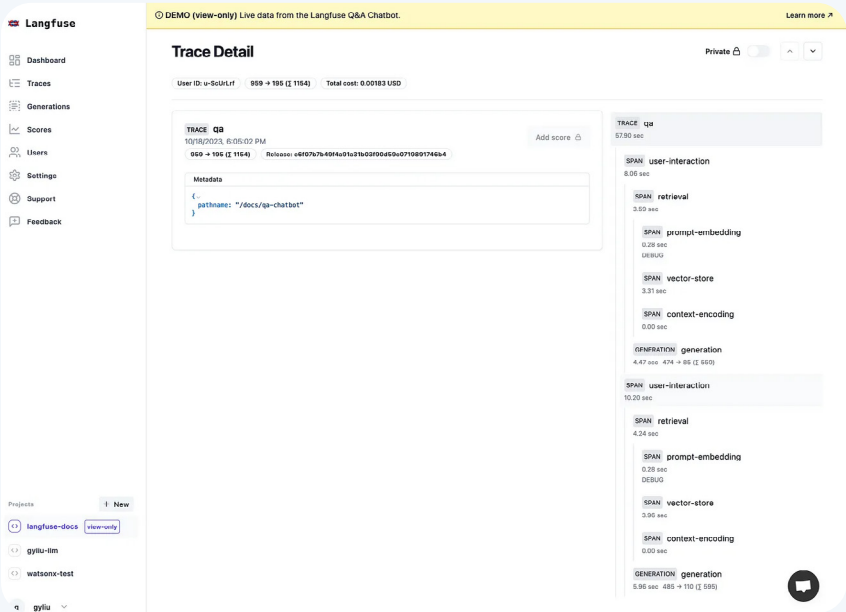 Langfuse
DEMO (view-only) Live data from the Langfuse Q&A Chatbot.
Learn more ↗
Dashboard
Traces
Generations
Scores
Users
Settings
Support
Feedback
Projects
+ New
langfuse-docs view-only
gyliu-llm
watsonx-test
gyliu
Trace Detail
Private
User ID: u-ScUrLrf
959 → 195 (Σ 1154)
Total cost: 0.00183 USD
TRACE qa
10/18/2023, 6:05:02 PM
959 → 195 (Σ 1154)
Release:
Add score
Metadata
{
pathname: "/docs/qa-chatbot"
}
TRACE qa
57.90 sec
SPAN user-interaction
8.06 sec
SPAN retrieval
3.59 sec
SPAN prompt-embedding
0.28 sec
DEBUG
SPAN vector-store
3.31 sec
SPAN context-encoding
0.00 sec
GENERATION generation
4.47 sec 474 → 86 (Σ 560)
SPAN user-interaction
10.20 sec
SPAN retrieval
4.24 sec
SPAN prompt-embedding
0.28 sec
DEBUG
SPAN vector-store
3.96 sec
SPAN context-encoding
0.00 sec
GENERATION generation
5.96 sec 485 → 110 (Σ 595)